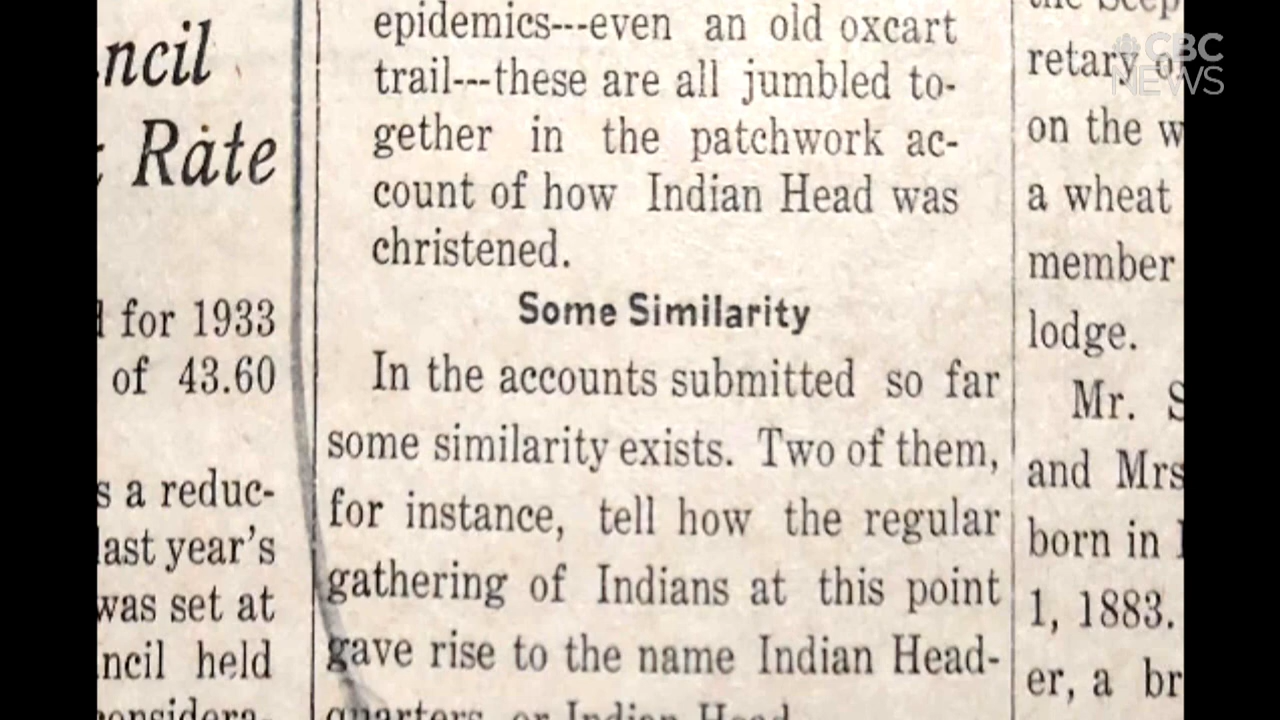 ncil
Rate
for 1933
of 43.60
s a reduc-
last year's
was set at
ncil held
epidemics---even an old oxcart
trail---these are all jumbled to-
gether in the patchwork ac-
count of how Indian Head was
christened.
Some Similarity
In the accounts submitted so far
some similarity exists. Two of them,
for instance, tell how the regular
gathering of Indians at this point
gave rise to the name Indian Head-
quarters, or Indian Head.
retary o
on the w
a wheat
member
lodge.
Mr. S
and Mrs
born in
1, 1883.
er, a br
CBC
NEWS